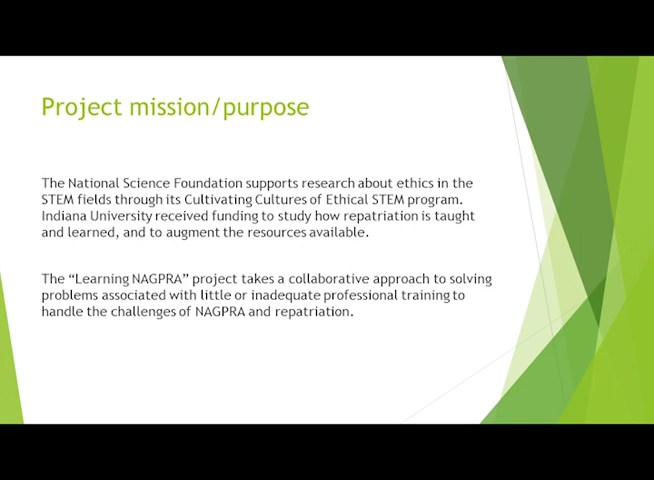 Project mission/purpose
The National Science Foundation supports research about ethics in the
STEM fields through its Cultivating Cultures of Ethical STEM program.
Indiana University received funding to study how repatriation is taught
and learned, and to augment the resources available.
The “Learning NAGPRA” project takes a collaborative approach to solving
problems associated with little or inadequate professional training to
handle the challenges of NAGPRA and repatriation.